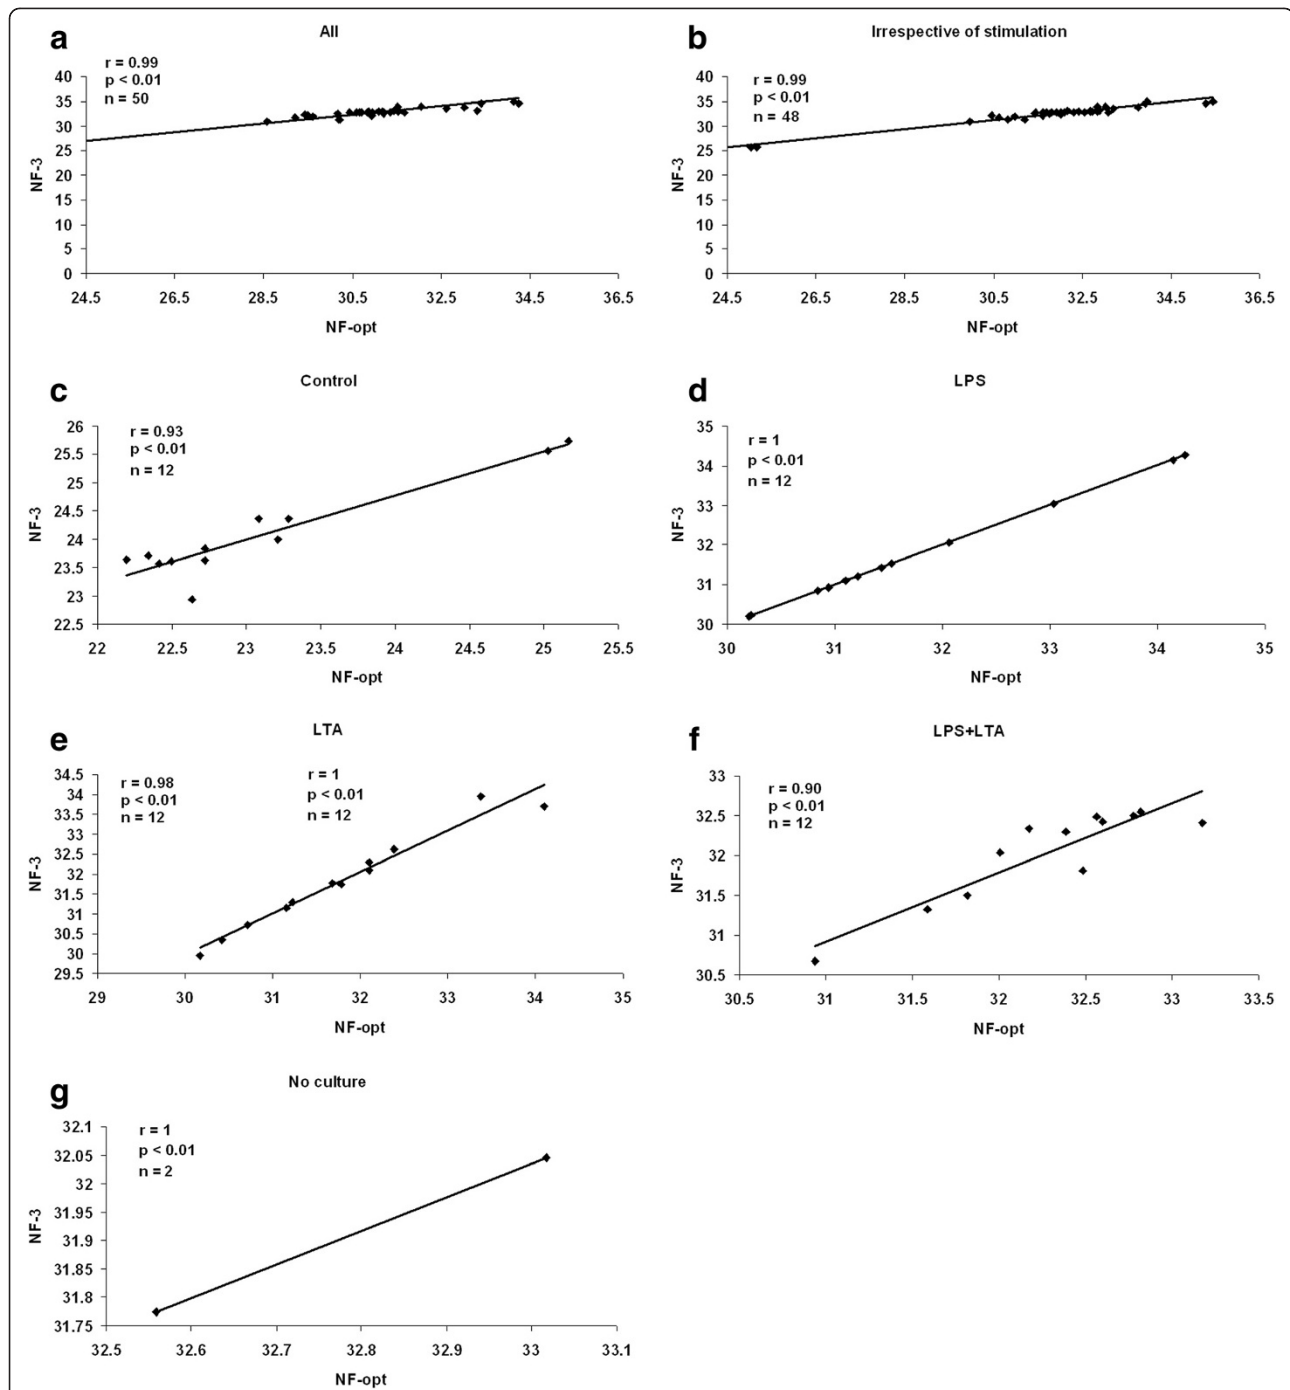 a
All
r = 0.99
p < 0.01
n = 50
40
35
30
25
20
15
10
5
0
NF-3
24.5 26.5 28.5 30.5 32.5 34.5 36.5
NF-opt
b
Irrespective of stimulation
r = 0.99
p < 0.01
n = 48
40
35
30
25
20
15
10
5
0
NF-3
24.5 26.5 28.5 30.5 32.5 34.5 36.5
NF-opt
c
Control
r = 0.93
p < 0.01
n = 12
26
25.5
25
24.5
24
23.5
23
22.5
NF-3
22 22.5 23 23.5 24 24.5 25 25.5
NF-opt
d
LPS
r = 1
p < 0.01
n = 12
35
34
33
32
31
30
NF-3
30 31 32 33 34 35
NF-opt
e
LTA
r = 0.98
p < 0.01
n = 12
r = 1
p < 0.01
n = 12
34.5
34
33.5
33
32.5
32
31.5
31
30.5
30
29.5
NF-3
29 30 31 32 33 34 35
NF-opt
f
LPS+LTA
r = 0.90
p < 0.01
n = 12
33
32.5
32
31.5
31
30.5
NF-3
30.5 31 31.5 32 32.5 33 33.5
NF-opt
g
No culture
r = 1
p < 0.01
n = 2
32.1
32.05
32
31.95
31.9
31.85
31.8
31.75
NF-3
32.5 32.6 32.7 32.8 32.9 33 33.1
NF-opt